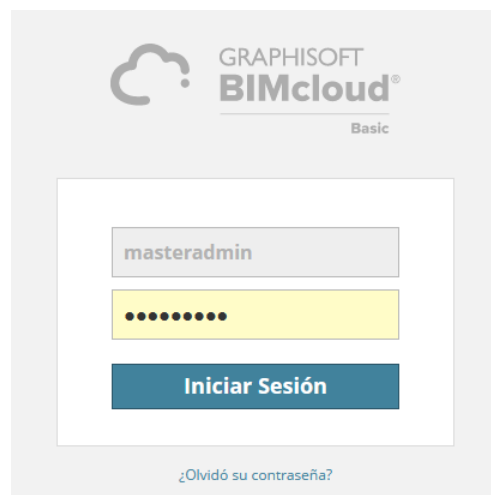 GRAPHISOFT
BIMcloud®
Basic
masteradmin
●●●●●●●●●
Iniciar Sesión
¿Olvidó su contraseña?